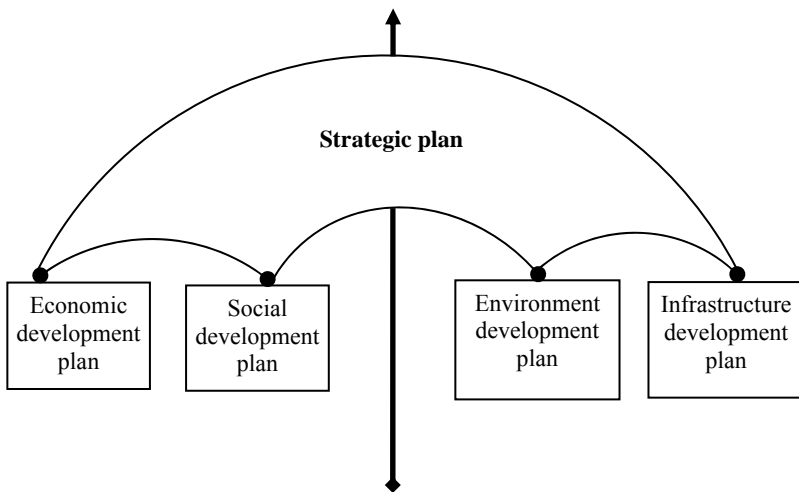 Strategic plan
Economic
development
plan
Social
development
plan
Environment
development
plan
Infrastructure
development
plan